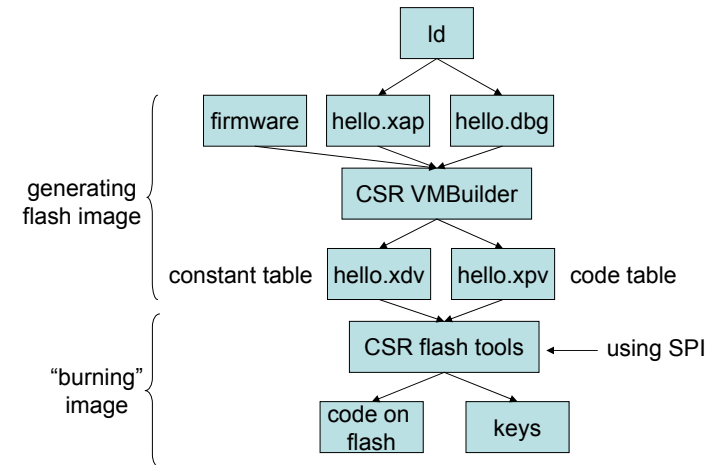 ld
firmware
hello.xap
hello.dbg
generating
flash image
CSR VMBuilder
constant table
hello.xdv
hello.xpv
code table
CSR flash tools
using SPI
“burning”
image
code on
flash
keys